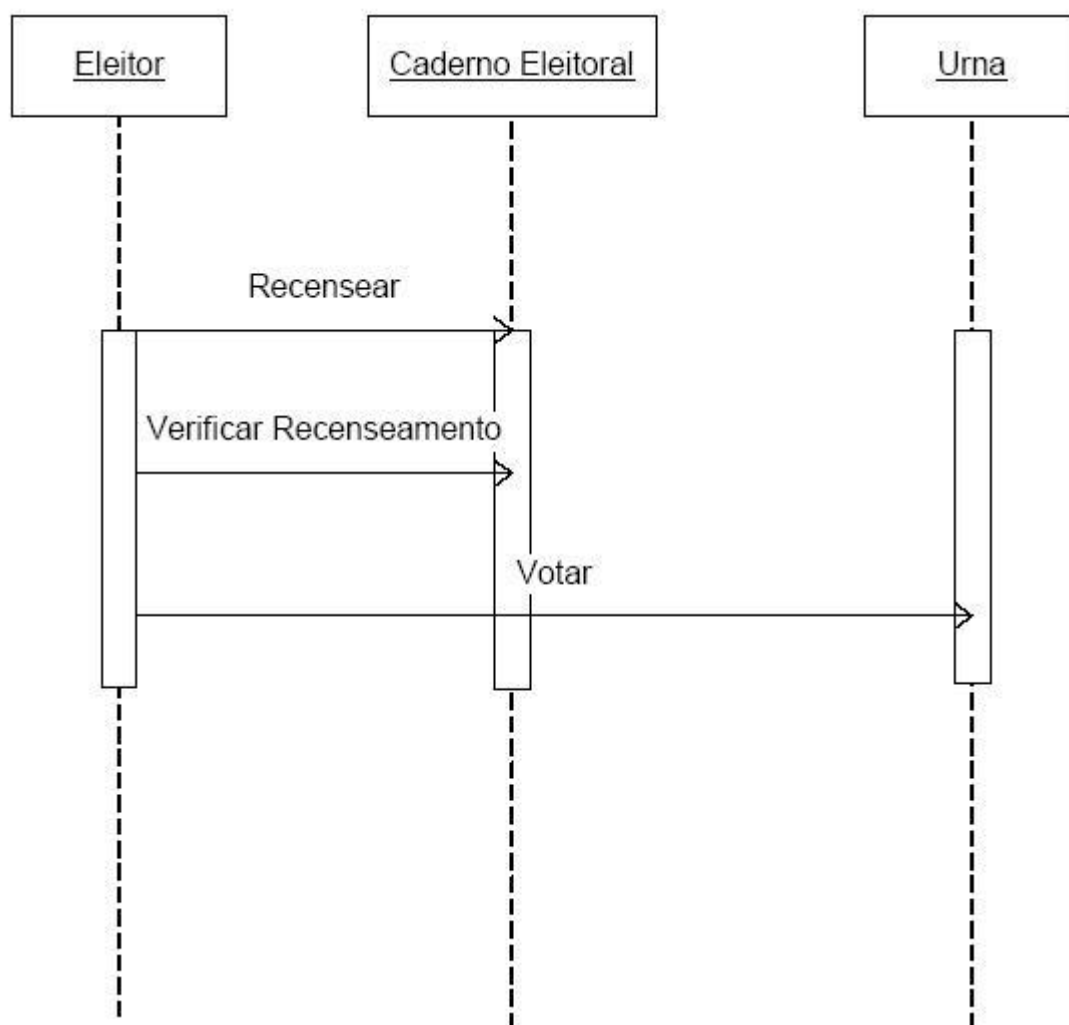 Eleitor
Caderno Eleitoral
Urna
Recensear
Verificar Recenseamento
Votar